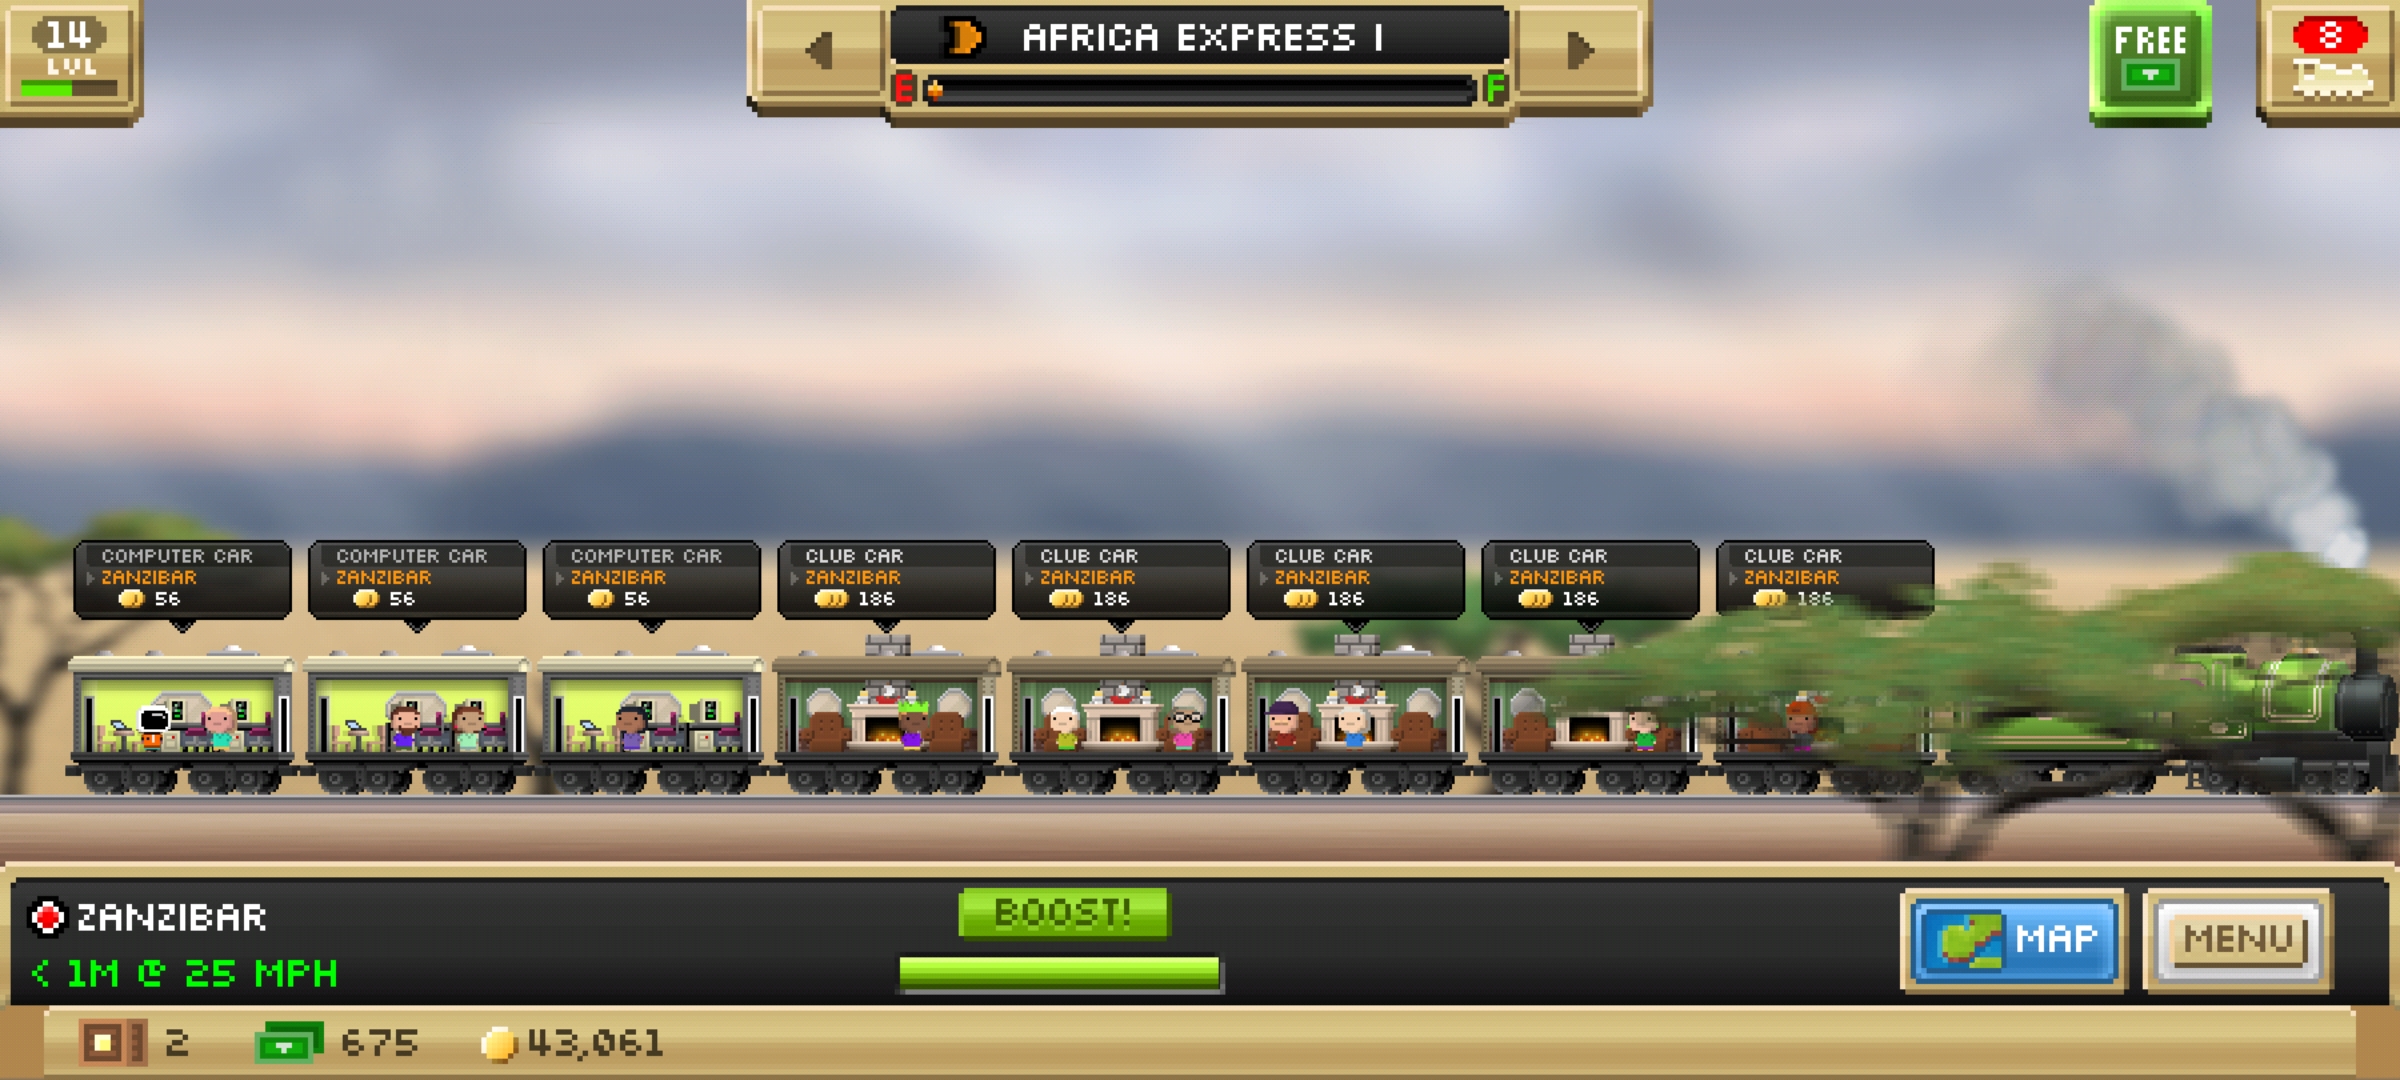 14
LVL
AFRICA EXPRESS I
E
F
FREE
8
COMPUTER CAR
ZANZIBAR
56
COMPUTER CAR
ZANZIBAR
56
COMPUTER CAR
ZANZIBAR
56
CLUB CAR
ZANZIBAR
186
CLUB CAR
ZANZIBAR
186
CLUB CAR
ZANZIBAR
186
CLUB CAR
ZANZIBAR
186
CLUB CAR
ZANZIBAR
186
ZANZIBAR
< 1M @ 25 MPH
BOOST!
MAP
MENU
2
675
43,061